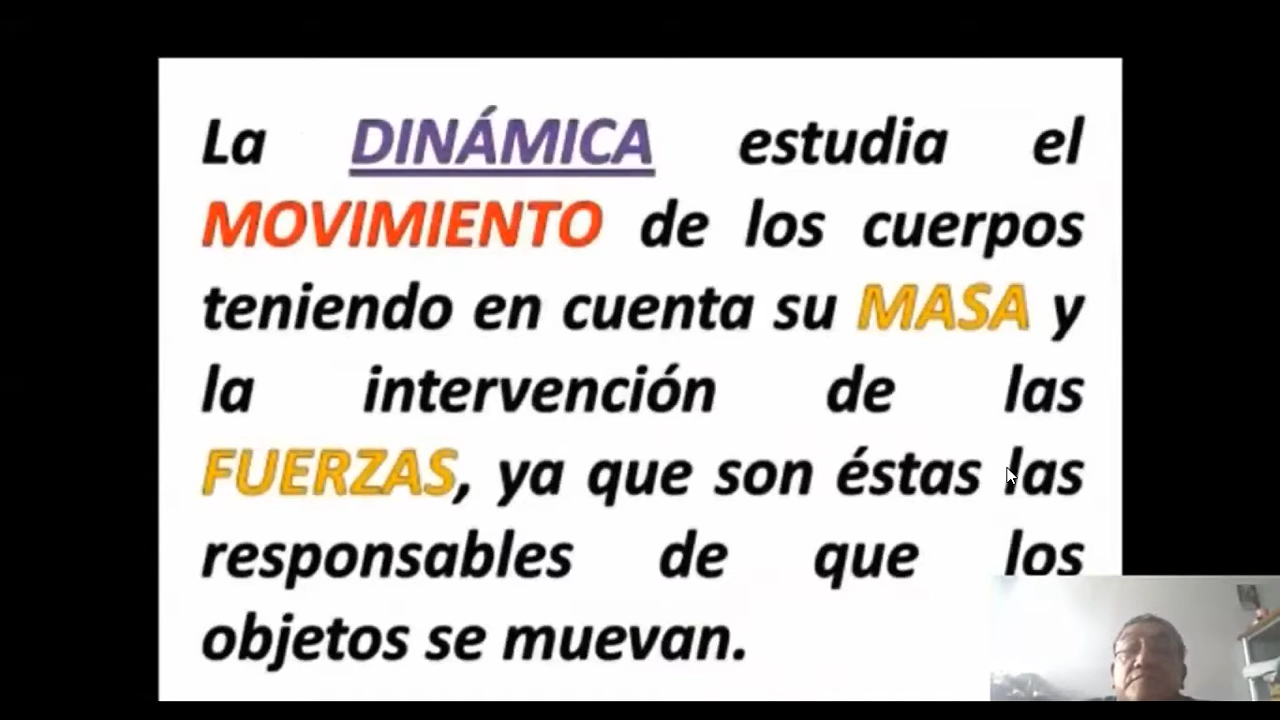 La DINÁMICA estudia el
MOVIMIENTO de los cuerpos
teniendo en cuenta su MASA y
la intervención de las
FUERZAS, ya que son éstas las
responsables de que los
objetos se muevan.